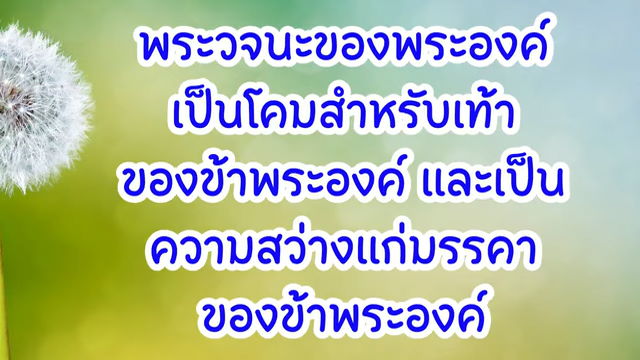 พระวจนะของพระองค์
เป็นโคมสำหรับเท้า
ของข้าพระองค์ และเป็น
ความสว่างแก่มรรคา
ของข้าพระองค์